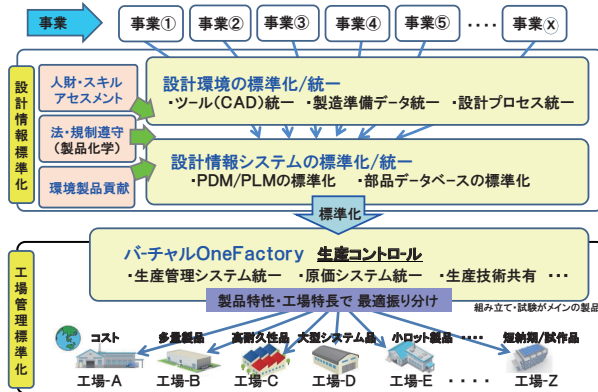 事業
事業①
事業②
事業③
事業④
事業⑤
・・・・
事業ⓧ
設計情報標準化
人財・スキル
アセスメント
法・規制遵守
(製品化学)
環境製品貢献
設計環境の標準化/統一
・ツール(CAD)統一 ・製造準備データ統一 ・設計プロセス統一
設計情報システムの標準化/統一
・PDM/PLMの標準化 ・部品データベースの標準化
標準化
工場管理標準化
バーチャルOneFactory 生産コントロール
・生産管理システム統一 ・原価システム統一 ・生産技術共有 ・・・
製品特性・工場特長で 最適振り分け
組み立て・試験がメインの製品
コスト
多量製品
高耐久性品
大型システム品
小ロット製品
・・・・
短納期/試作品
工場-A
工場-B
工場-C
工場-D
工場-E
・・・・
工場-Z